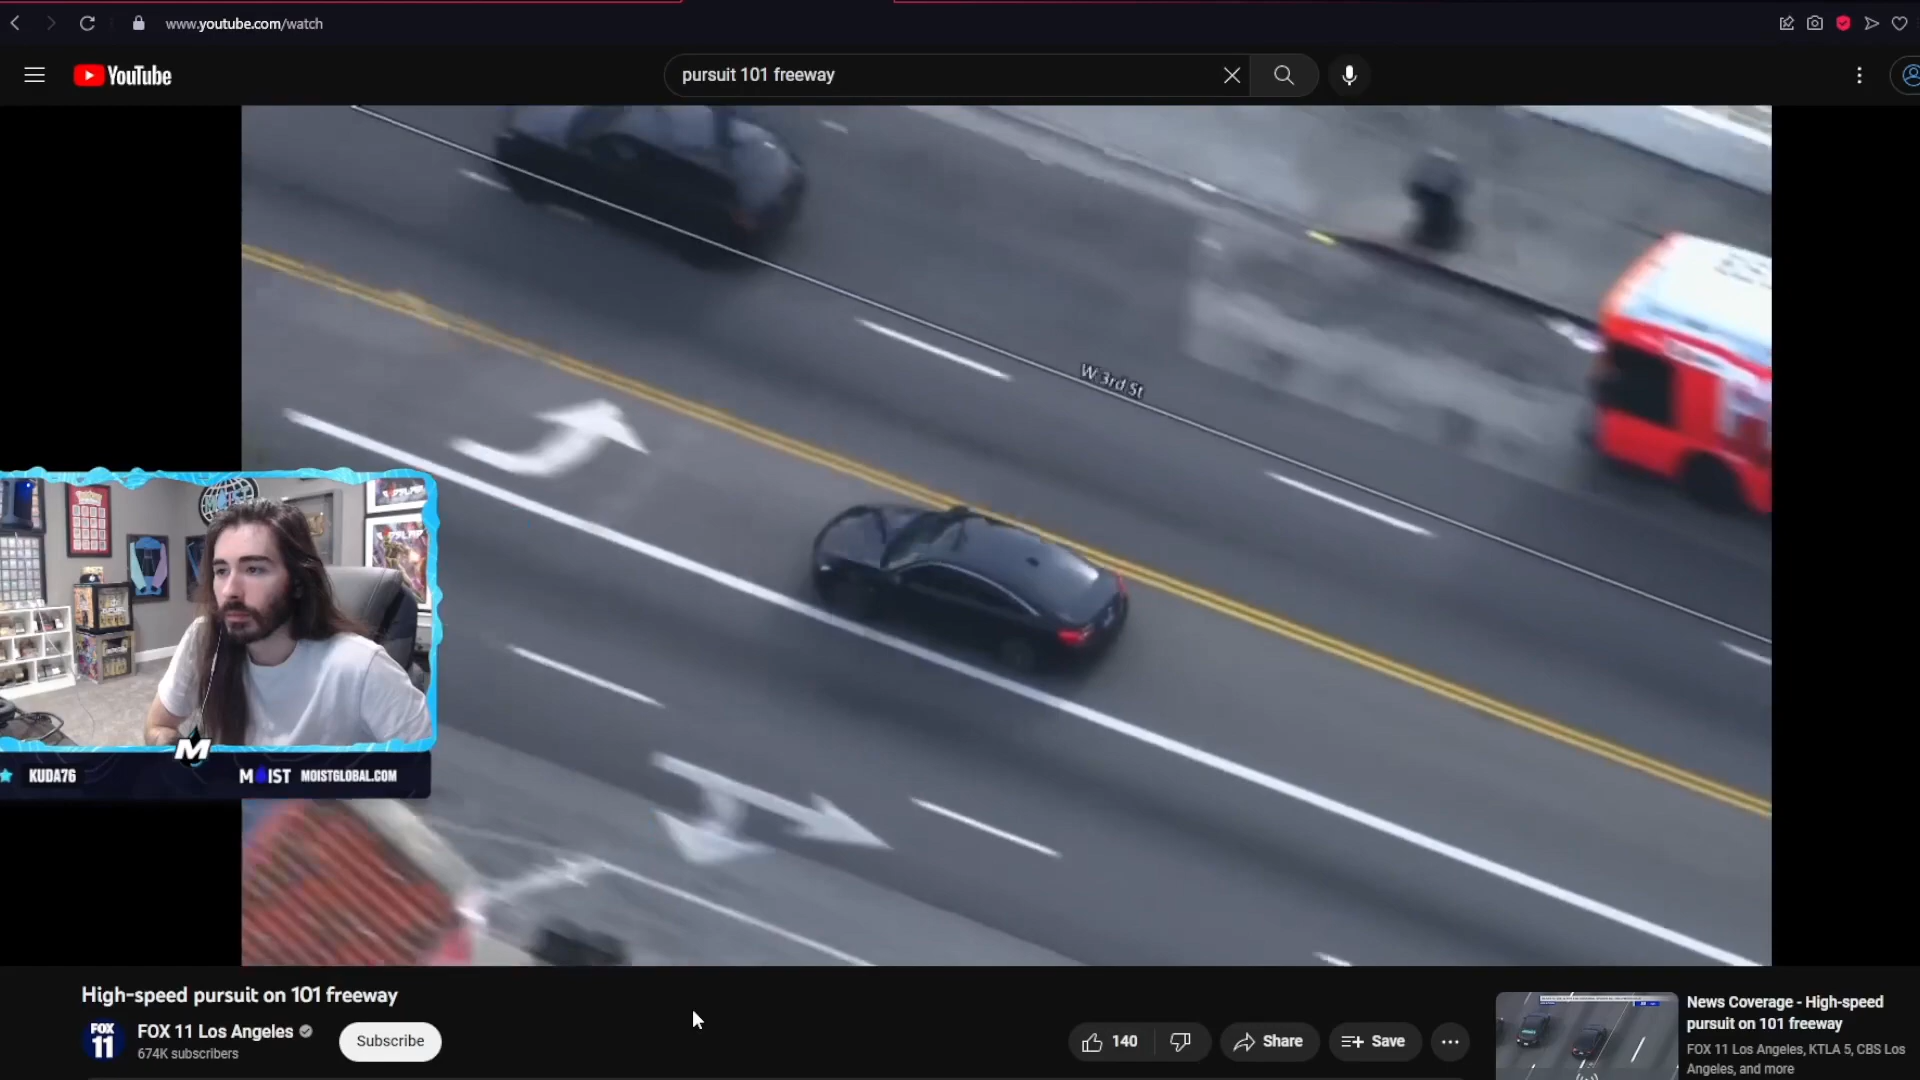 www.youtube.com/watch
YouTube
pursuit 101 freeway
W 3rd St
M
KUDA76
MOIST MOISTGLOBAL.COM
High-speed pursuit on 101 freeway
FOX 11
FOX 11 Los Angeles
674K subscribers
Subscribe
140
Share
Save
News Coverage - High-speed
pursuit on 101 freeway
FOX 11 Los Angeles, KTLA 5, CBS Los
Angeles, and more